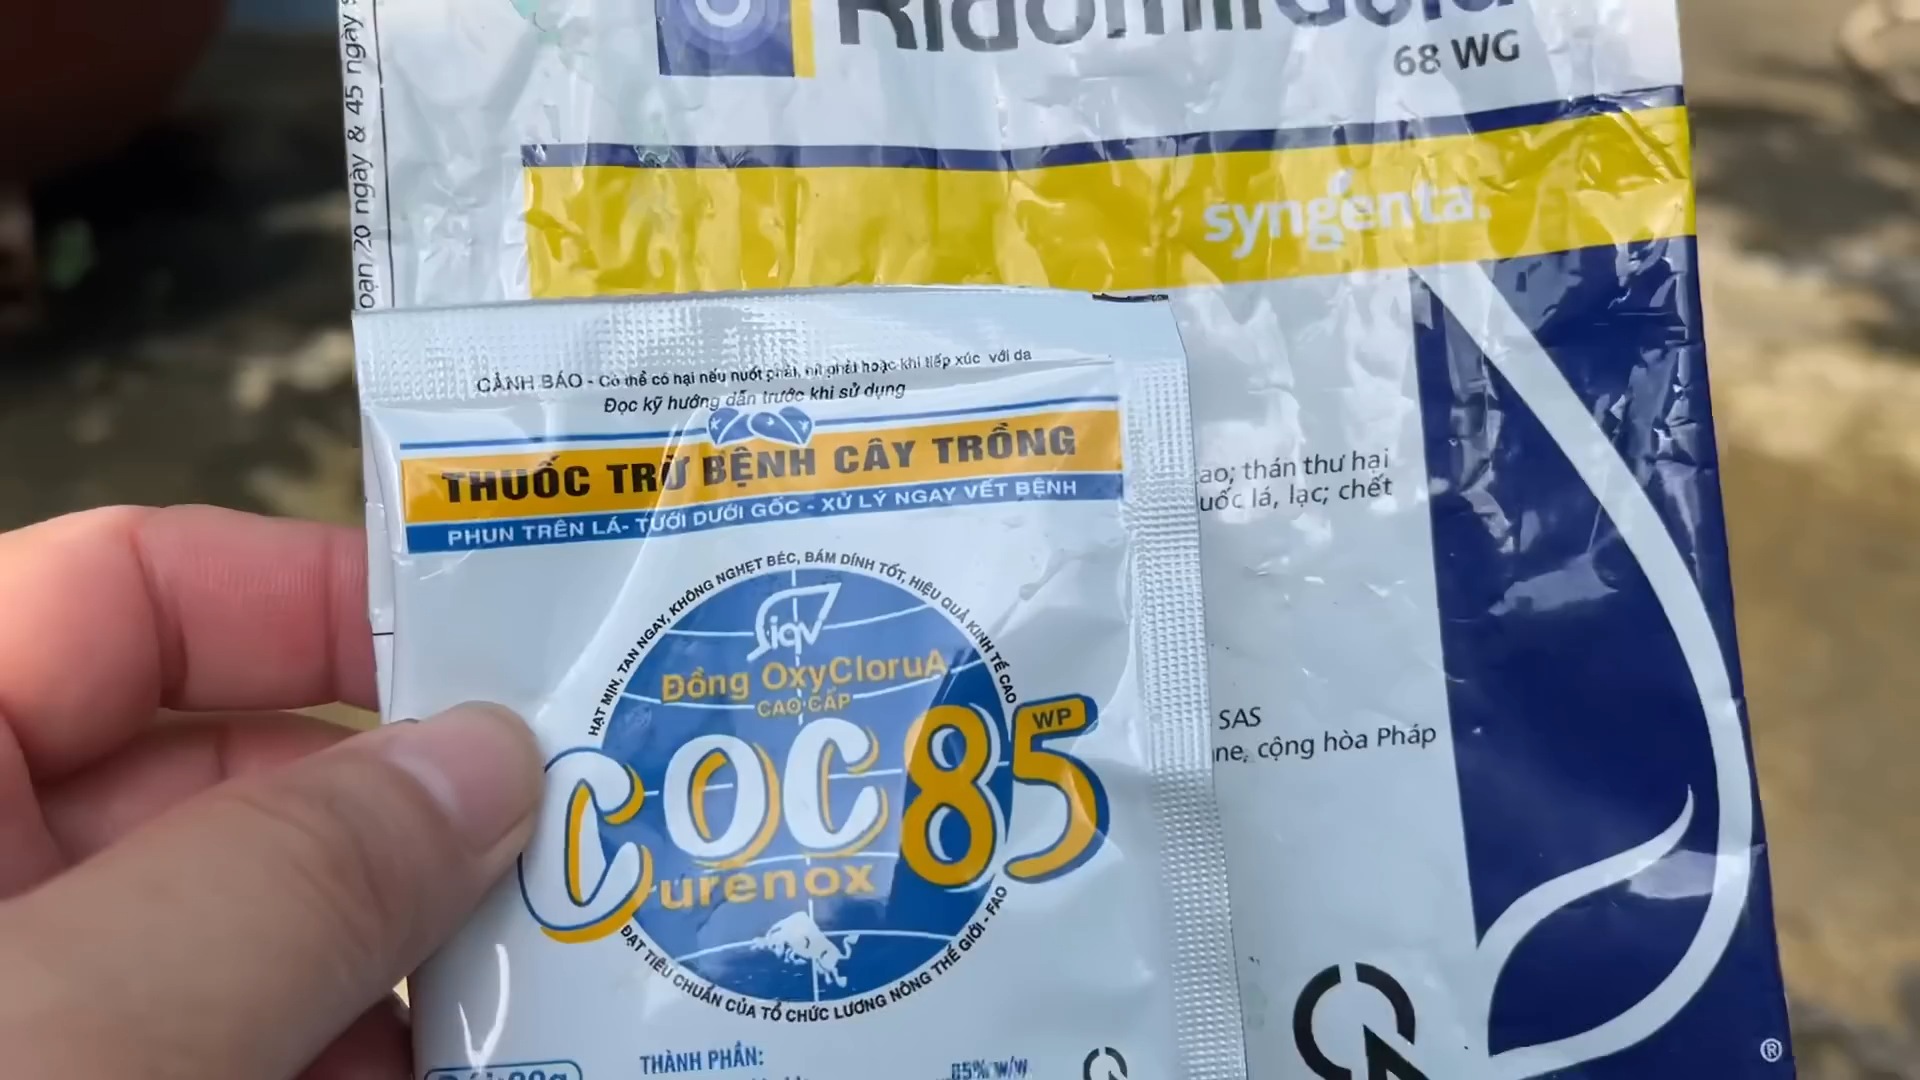 RidomilGold
68 WG
syngenta.
oạn/20 ngày & 45 ngày
CẢNH BÁO - Có thể có hại nếu nuốt phải, hít phải hoặc khi tiếp xúc với da
Đọc kỹ hướng dẫn trước khi sử dụng
THUỐC TRỪ BỆNH CÂY TRỒNG
PHUN TRÊN LÁ- TƯỚI DƯỚI GỐC - XỬ LÝ NGAY VẾT BỆNH
HẠT MỊN, TAN NGAY, KHÔNG NGHẸT BÉC, BÁM DÍNH TỐT, HIỆU QUẢ KINH TẾ CAO
Siqv
Đồng OxyCloruA
CAO CẤP
COC 85 WP
Curenox
ĐẠT TIÊU CHUẨN CỦA TỔ CHỨC LƯƠNG NÔNG THẾ GIỚI - FAO
THÀNH PHẦN:
85% w/w
ao; thán thư hại
uốc lá, lạc; chết
SAS
ne, cộng hòa Pháp
®